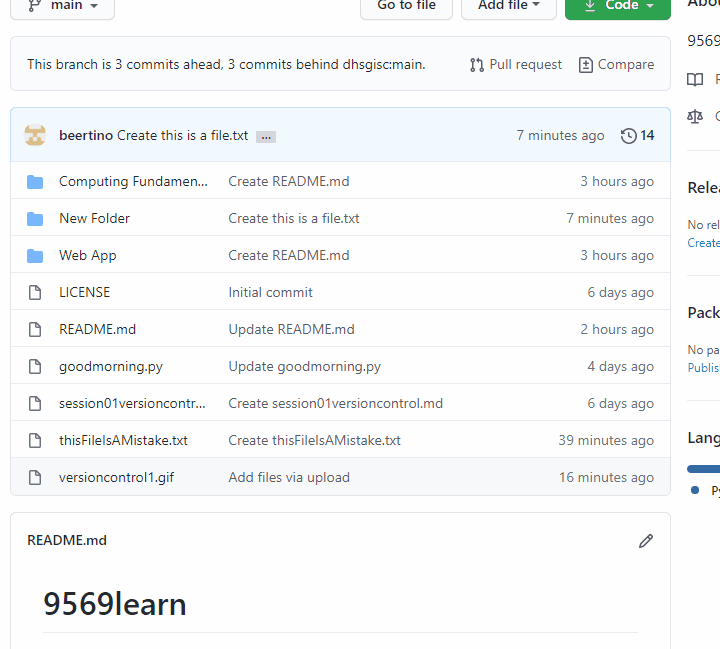 main
Go to file
Add file
Code
This branch is 3 commits ahead, 3 commits behind dhsgisc:main.
Pull request
Compare
beertino Create this is a file.txt ...
7 minutes ago
14
Computing Fundamen... Create README.md 3 hours ago
New Folder Create this is a file.txt 7 minutes ago
Web App Create README.md 3 hours ago
LICENSE Initial commit 6 days ago
README.md Update README.md 2 hours ago
goodmorning.py Update goodmorning.py 4 days ago
session01versioncontr... Create session01versioncontrol.md 6 days ago
thisFileIsAMistake.txt Create thisFileIsAMistake.txt 39 minutes ago
versioncontrol1.gif Add files via upload 16 minutes ago
README.md
9569learn
9569
No rel
Create
No pa
Publis
Lang